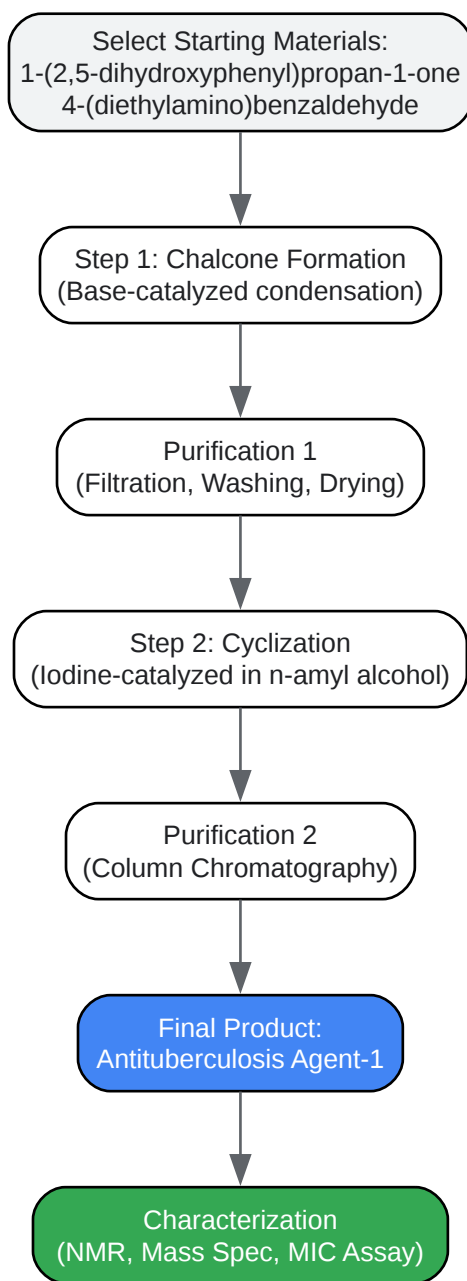 Select Starting Materials:
1-(2,5-dihydroxyphenyl)propan-1-one
4-(diethylamino)benzaldehyde
Step 1: Chalcone Formation
(Base-catalyzed condensation)
Purification 1
(Filtration, Washing, Drying)
Step 2: Cyclization
(Iodine-catalyzed in n-amyl alcohol)
Purification 2
(Column Chromatography)
Final Product:
Antituberculosis Agent-1
Characterization
(NMR, Mass Spec, MIC Assay)